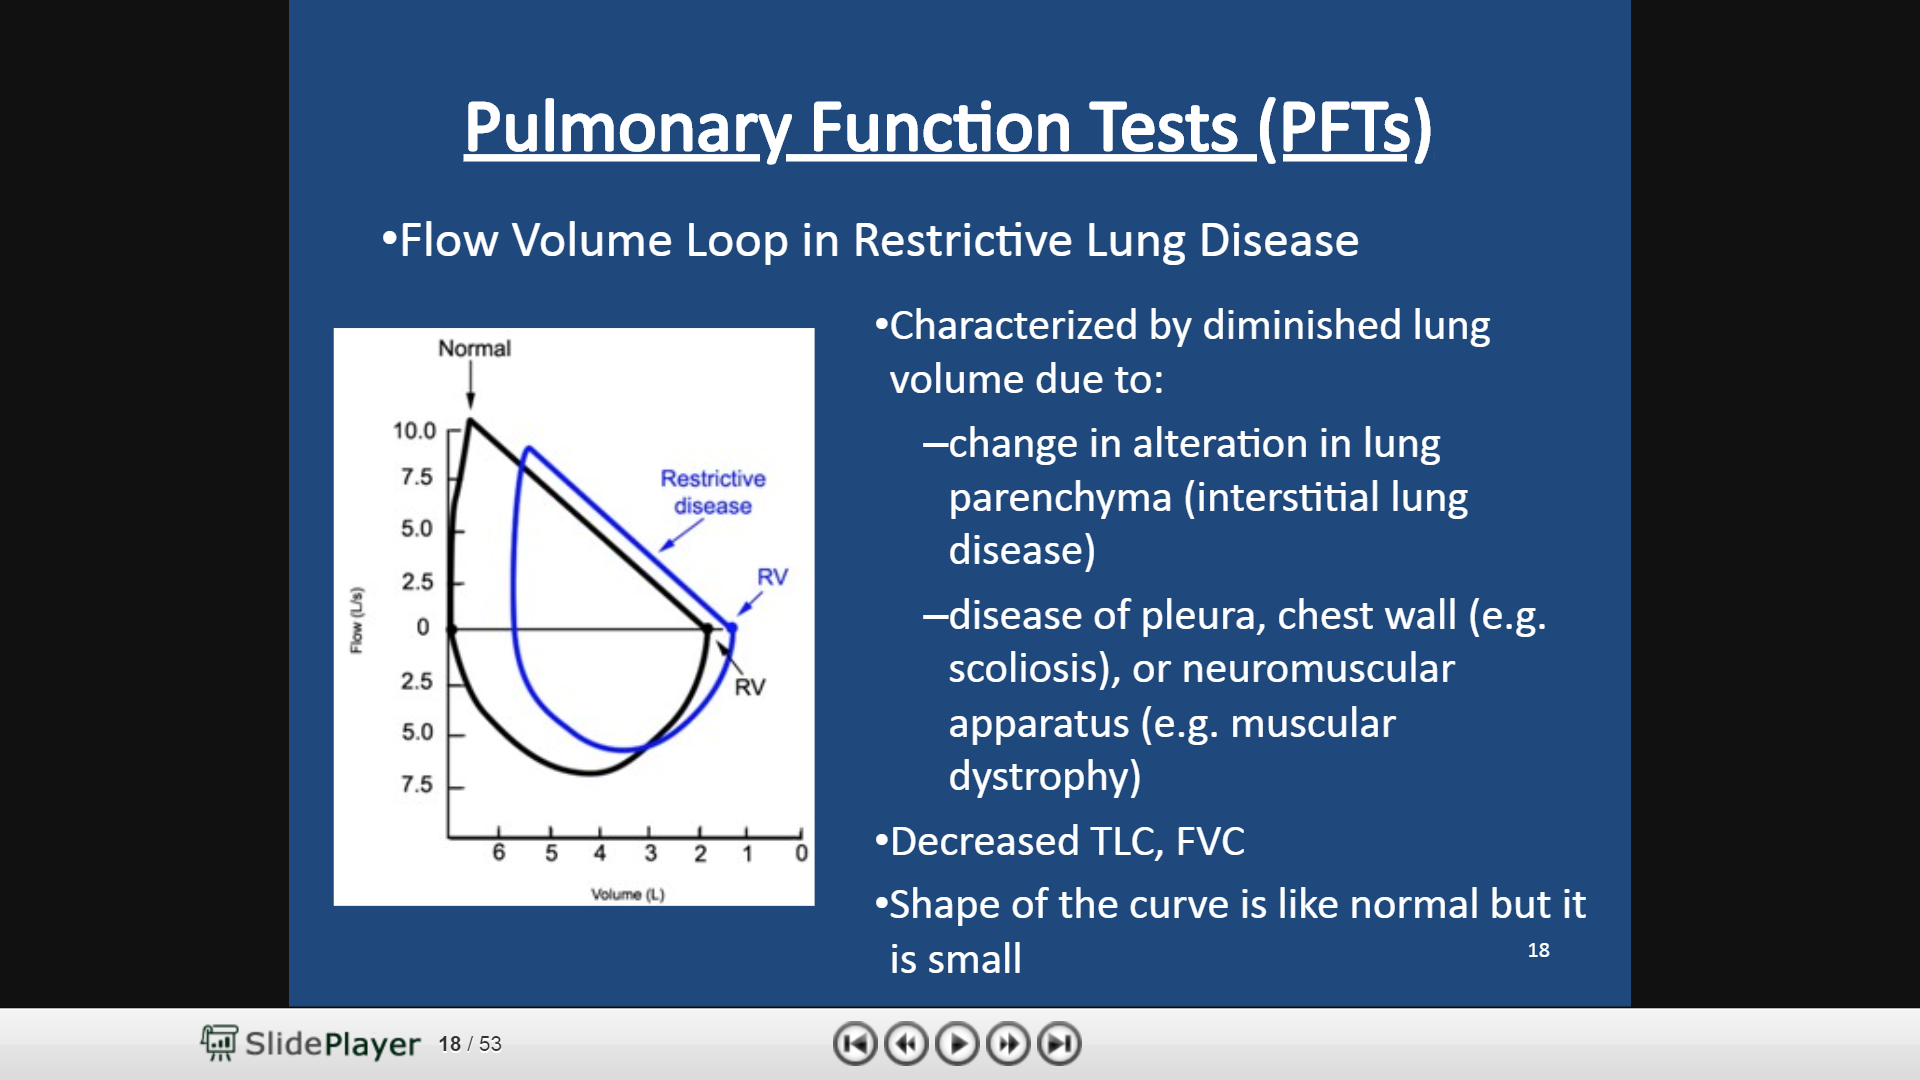 Pulmonary Function Tests (PFTs)
•Flow Volume Loop in Restrictive Lung Disease
Normal
10.0
7.5
5.0
2.5
0
2.5
5.0
7.5
Flow (L/s)
Restrictive
disease
RV
RV
6 5 4 3 2 1 0
Volume (L)
•Characterized by diminished lung
volume due to:
–change in alteration in lung
parenchyma (interstitial lung
disease)
–disease of pleura, chest wall (e.g.
scoliosis), or neuromuscular
apparatus (e.g. muscular
dystrophy)
•Decreased TLC, FVC
•Shape of the curve is like normal but it
is small
18
SlidePlayer 18 / 53